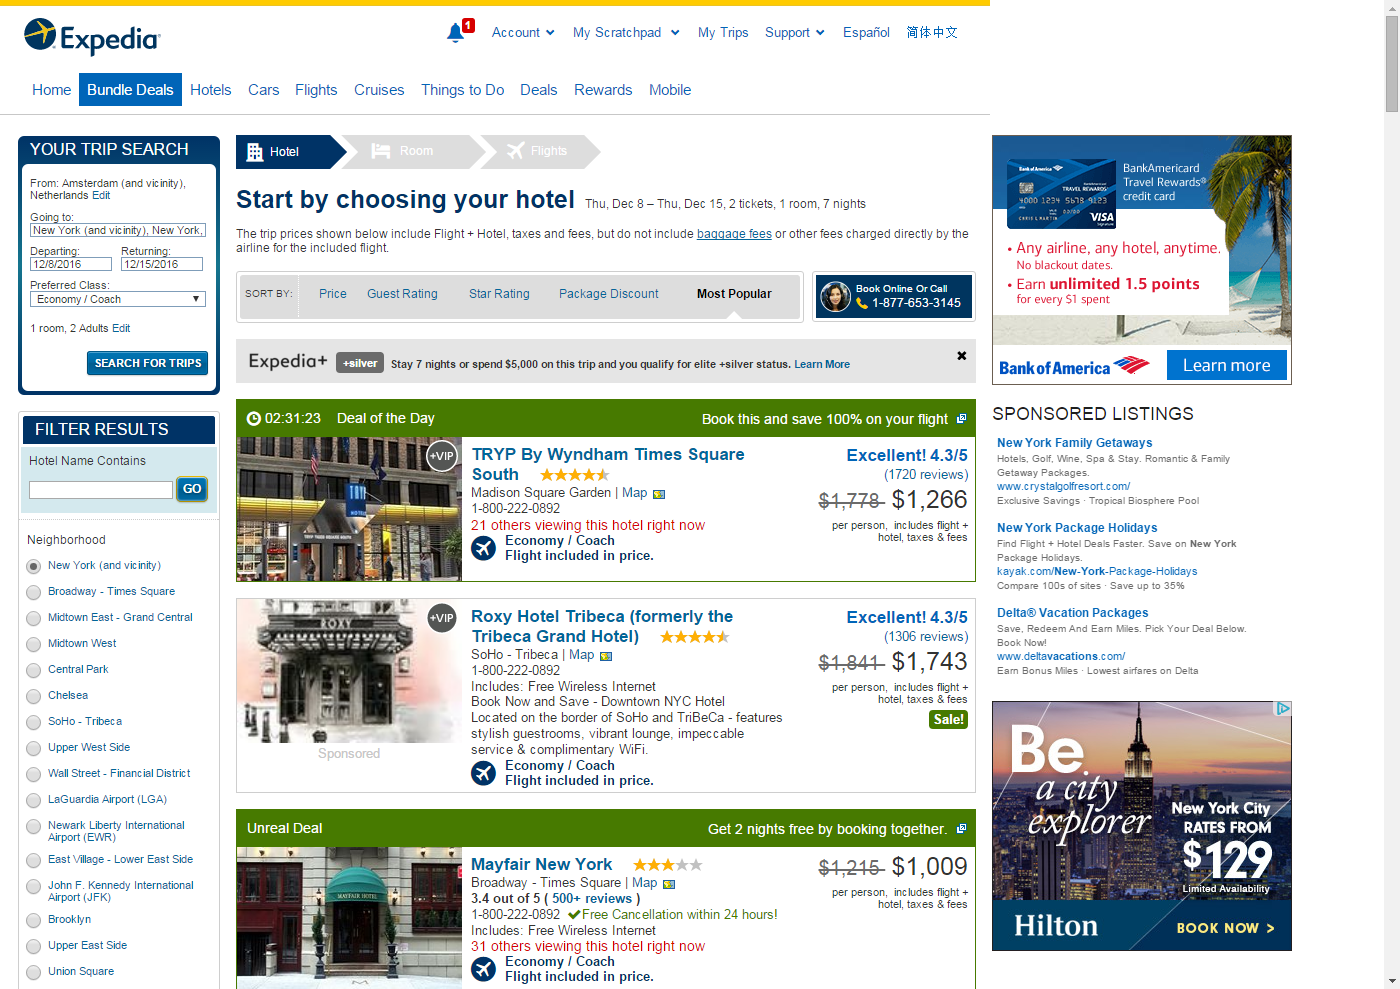 Expedia
1
Account
My Scratchpad
My Trips
Support
Español
简体中文
Home
Bundle Deals
Hotels
Cars
Flights
Cruises
Things to Do
Deals
Rewards
Mobile
YOUR TRIP SEARCH
From: Amsterdam (and vicinity),
Netherlands Edit
Going to:
New York (and vicinity), New York,
Departing:
Returning:
12/8/2016
12/15/2016
Preferred Class:
Economy / Coach
1 room, 2 Adults Edit
SEARCH FOR TRIPS
FILTER RESULTS
Hotel Name Contains
GO
Neighborhood
New York (and vicinity)
Broadway - Times Square
Midtown East - Grand Central
Midtown West
Central Park
Chelsea
SoHo - Tribeca
Upper West Side
Wall Street - Financial District
LaGuardia Airport (LGA)
Newark Liberty International
Airport (EWR)
East Village - Lower East Side
John F. Kennedy International
Airport (JFK)
Brooklyn
Upper East Side
Union Square
Hotel
Room
Flights
Start by choosing your hotel
Thu, Dec 8 – Thu, Dec 15, 2 tickets, 1 room, 7 nights
The trip prices shown below include Flight + Hotel, taxes and fees, but do not include baggage fees or other fees charged directly by the
airline for the included flight.
SORT BY:
Price
Guest Rating
Star Rating
Package Discount
Most Popular
Book Online Or Call
1-877-653-3145
Expedia+
+silver
Stay 7 nights or spend $5,000 on this trip and you qualify for elite +silver status. Learn More
02:31:23
Deal of the Day
Book this and save 100% on your flight
+VIP
TRYP By Wyndham Times Square
South
Madison Square Garden | Map
1-800-222-0892
21 others viewing this hotel right now
Economy / Coach
Flight included in price.
Excellent! 4.3/5
(1720 reviews)
$1,778 $1,266
per person, includes flight +
hotel, taxes & fees
ROXY
+VIP
Sponsored
Roxy Hotel Tribeca (formerly the
Tribeca Grand Hotel)
SoHo - Tribeca | Map
1-800-222-0892
Includes: Free Wireless Internet
Book Now and Save - Downtown NYC Hotel
Located on the border of SoHo and TriBeCa - features
stylish guestrooms, vibrant lounge, impeccable
service & complimentary WiFi.
Economy / Coach
Flight included in price.
Excellent! 4.3/5
(1306 reviews)
$1,841 $1,743
per person, includes flight +
hotel, taxes & fees
Sale!
Unreal Deal
Get 2 nights free by booking together.
MAYFAIR HOTEL
Mayfair New York
Broadway - Times Square | Map
3.4 out of 5 ( 500+ reviews )
1-800-222-0892 Free Cancellation within 24 hours!
Includes: Free Wireless Internet
31 others viewing this hotel right now
Economy / Coach
Flight included in price.
$1,215 $1,009
per person, includes flight +
hotel, taxes & fees
Bank of America
TRAVEL REWARDS
4000 1234 5678 9123
CHRIS L MARTIN
VISA
BankAmericard
Travel Rewards®
credit card
• Any airline, any hotel, anytime.
No blackout dates.
• Earn unlimited 1.5 points
for every $1 spent
Bank of America
Learn more
SPONSORED LISTINGS
New York Family Getaways
Hotels, Golf, Wine, Spa & Stay. Romantic & Family
Getaway Packages.
www.crystalgolfresort.com/
Exclusive Savings · Tropical Biosphere Pool
New York Package Holidays
Find Flight + Hotel Deals Faster. Save on New York
Package Holidays.
kayak.com/New-York-Package-Holidays
Compare 100s of sites · Save up to 35%
Delta® Vacation Packages
Save, Redeem And Earn Miles. Pick Your Deal Below.
Book Now!
www.deltavacations.com/
Earn Bonus Miles · Lowest airfares on Delta
Be
a city
explorer
New York City
RATES FROM
$129
Limited Availability
Hilton
BOOK NOW >